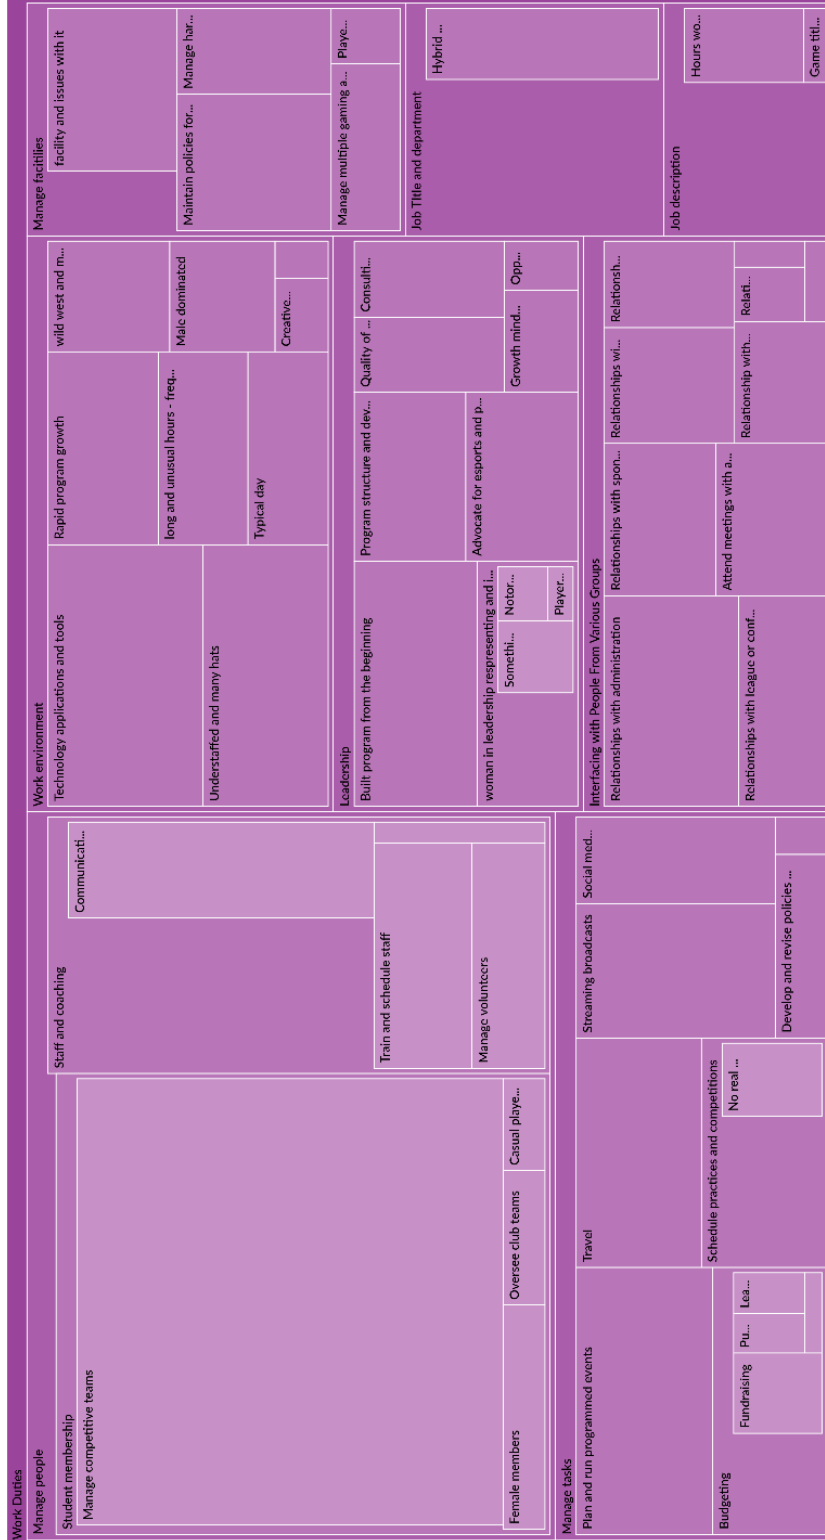 Work Duties
Manage people
Student membership
Manage competitive teams
Female members
Oversee club teams
Casual playe...
Staff and coaching
Communicati...
Train and schedule staff
Manage volunteers
Manage tasks
Plan and run programmed events
Budgeting
Fundraising
Pu...
Lea...
Travel
Schedule practices and competitions
No real ...
Streaming broadcasts
Social med...
Develop and revise policies ...
Work environment
Technology applications and tools
Understaffed and many hats
Rapid program growth
long and unusual hours - freq...
Typical day
wild west and m...
Male dominated
Creative...
Leadership
Built program from the beginning
woman in leadership respresenting and i...
Somethi...
Notor...
Player...
Program structure and dev...
Advocate for esports and p...
Quality of ...
Consulti...
Growth mind...
Opp...
Interfacing with People From Various Groups
Relationships with administration
Relationships with league or conf...
Relationships with spon...
Attend meetings with a...
Relationships wi...
Relationsh...
Relationship with...
Relati...
Manage facitilies
facility and issues with it
Maintain policies for...
Manage har...
Manage multiple gaming a...
Playe...
Job TItle and department
Hybrid ...
Job description
Hours wo...
Game titl...